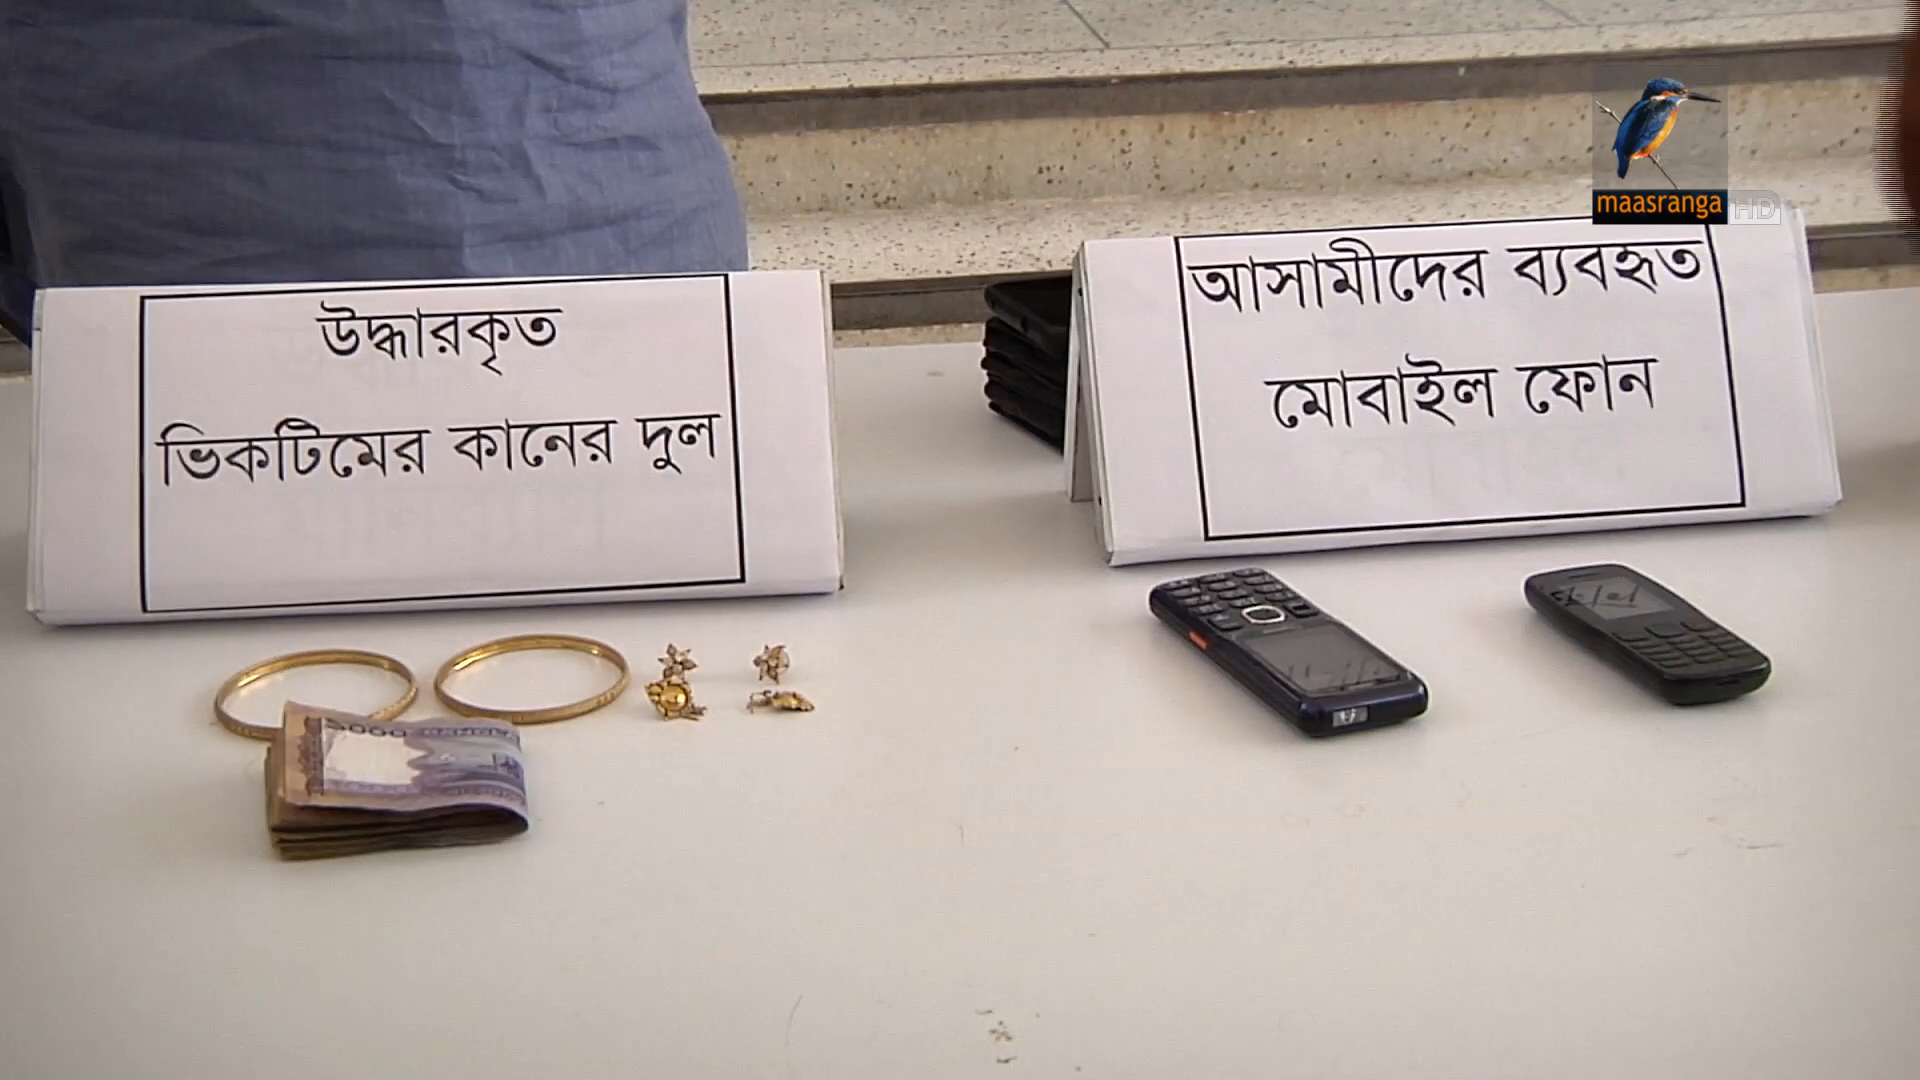 উদ্ধারকৃত
ভিকটিমের কানের দুল
আসামীদের ব্যবহৃত
মোবাইল ফোন
maasranga HD